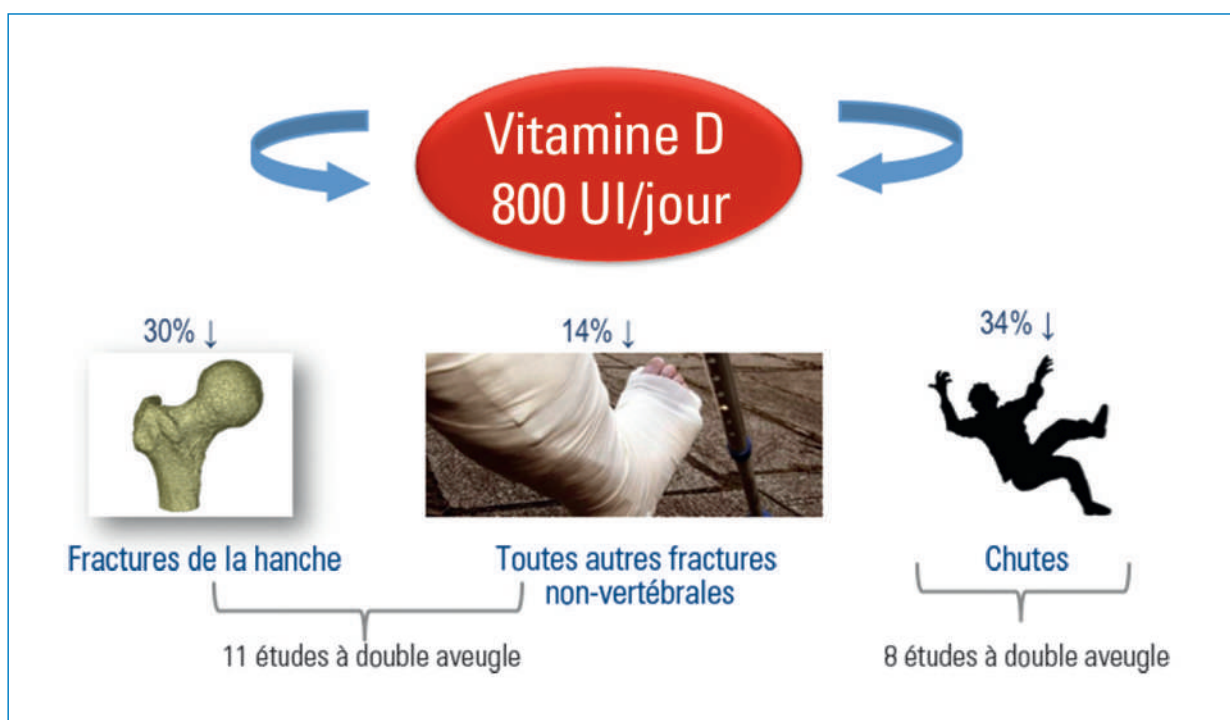 Vitamine D
800 UI/jour
30% ↓
14% ↓
34% ↓
Fractures de la hanche
Toutes autres fractures
non-vertébrales
Chutes
11 études à double aveugle
8 études à double aveugle